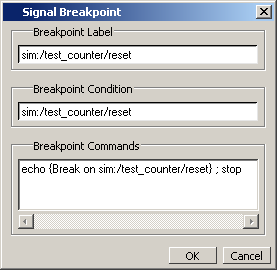 Signal Breakpoint
Breakpoint Label
sim:/test_counter/reset
Breakpoint Condition
sim:/test_counter/reset
Breakpoint Commands
echo {Break on sim:/test_counter/reset} ; stop
OK
Cancel